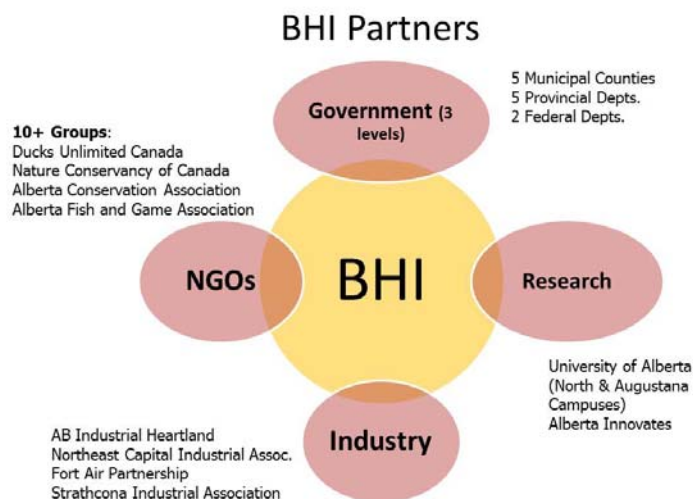 BHI Partners
Government (3
levels)
5 Municipal Counties
5 Provincial Depts.
2 Federal Depts.
10+ Groups:
Ducks Unlimited Canada
Nature Conservancy of Canada
Alberta Conservation Association
Alberta Fish and Game Association
NGOs
BHI
Research
University of Alberta
(North & Augustana
Campuses)
Alberta Innovates
Industry
AB Industrial Heartland
Northeast Capital Industrial Assoc.
Fort Air Partnership
Strathcona Industrial Association